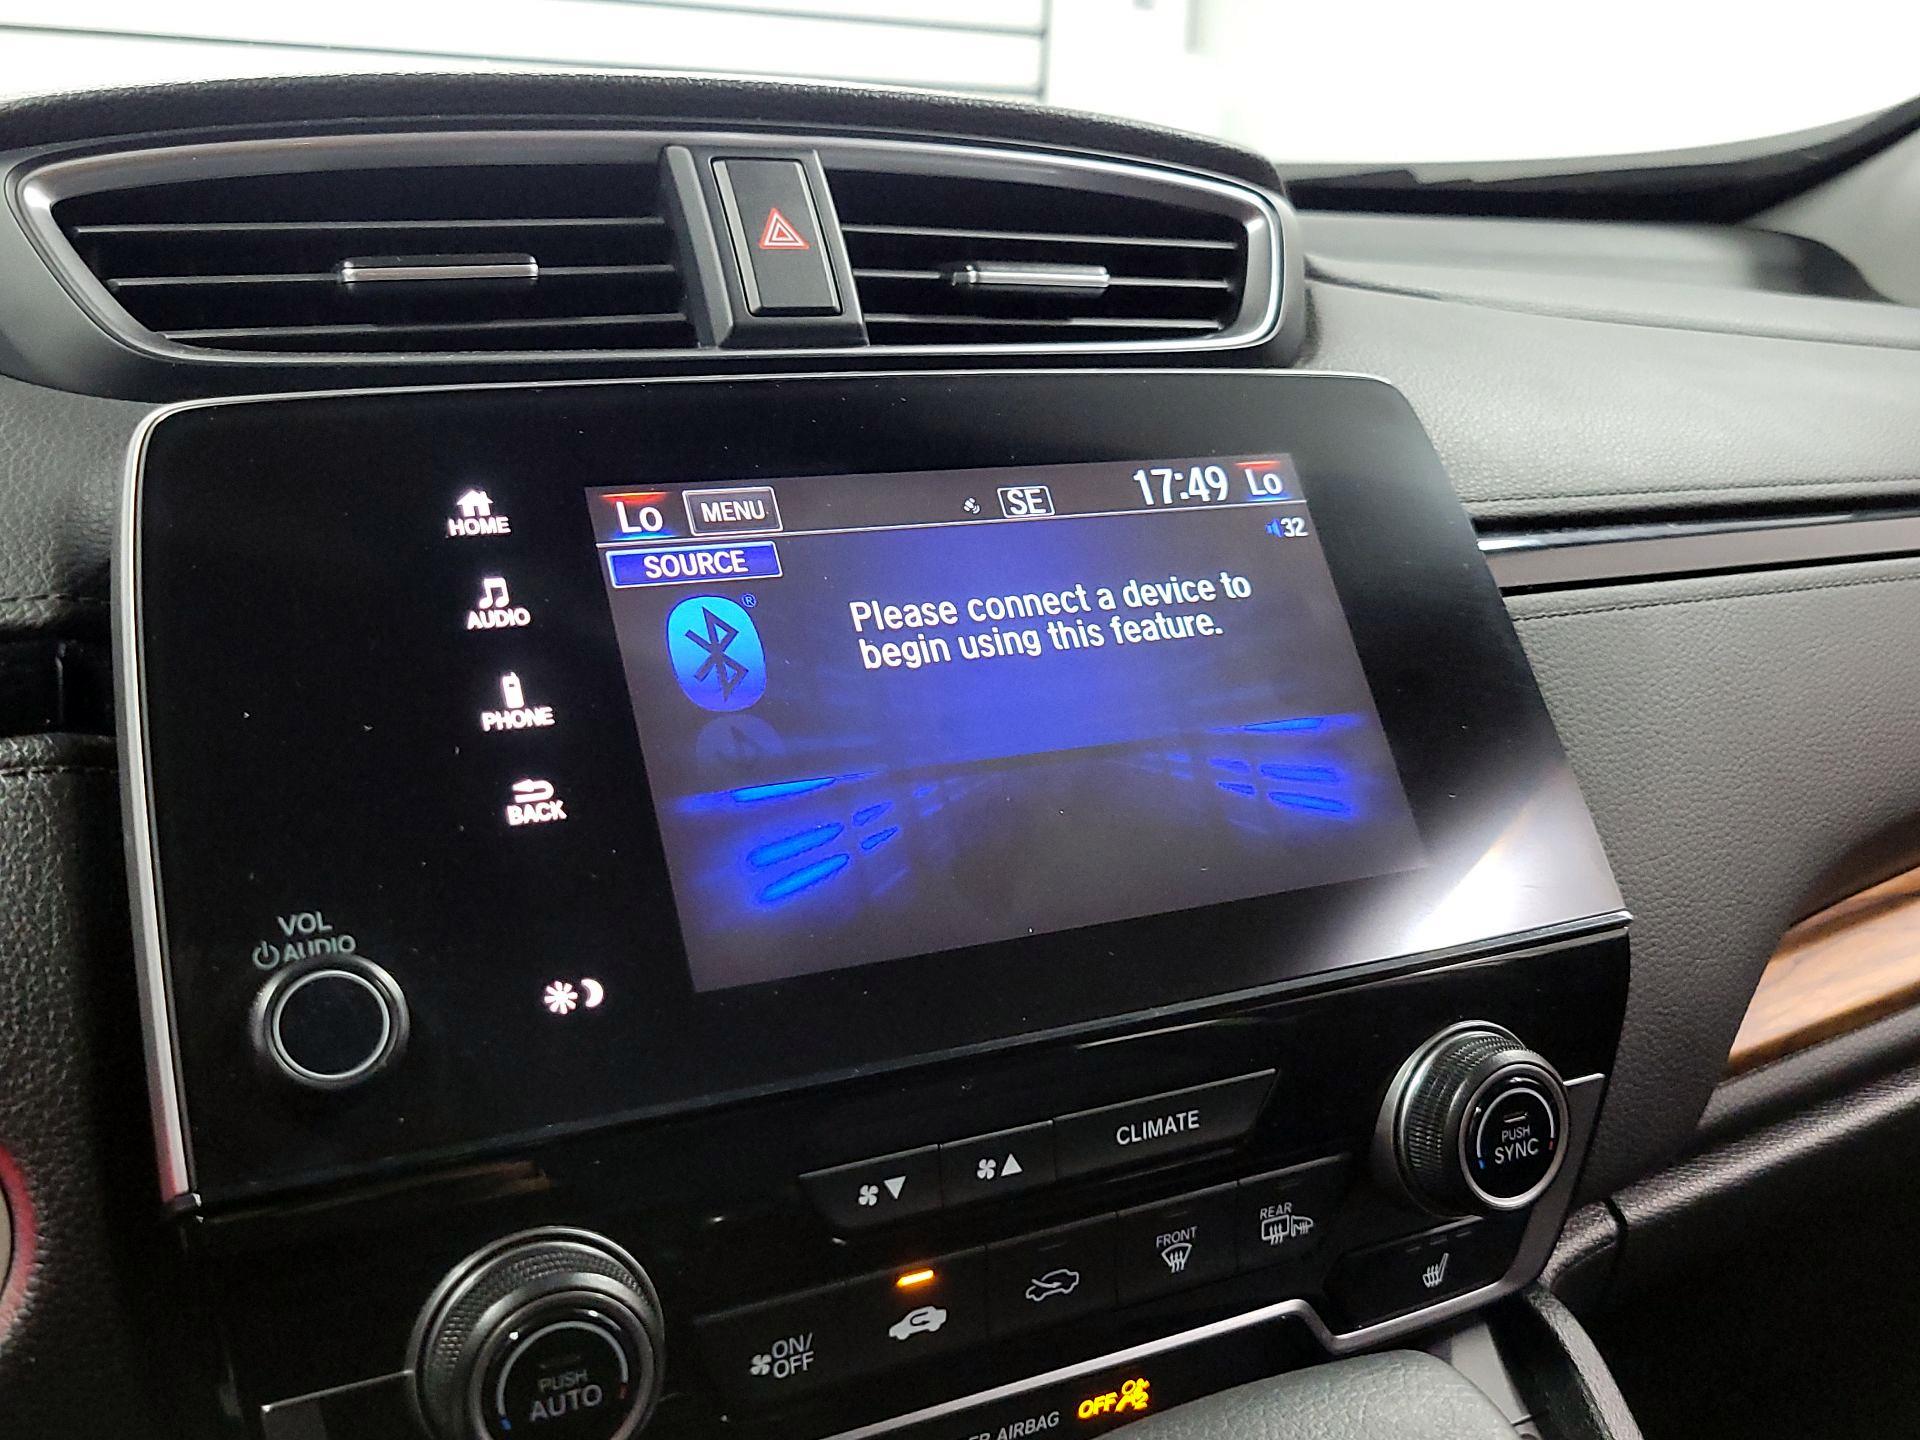 Lo
MENU
SE
17:49
Lo
HOME
SOURCE
32
®
Please connect a device to
begin using this feature.
AUDIO
PHONE
BACK
VOL
AUDIO
CLIMATE
PUSH
SYNC
FRONT
REAR
ON/
OFF
PUSH
AUTO
OFF
2
AIRBAG